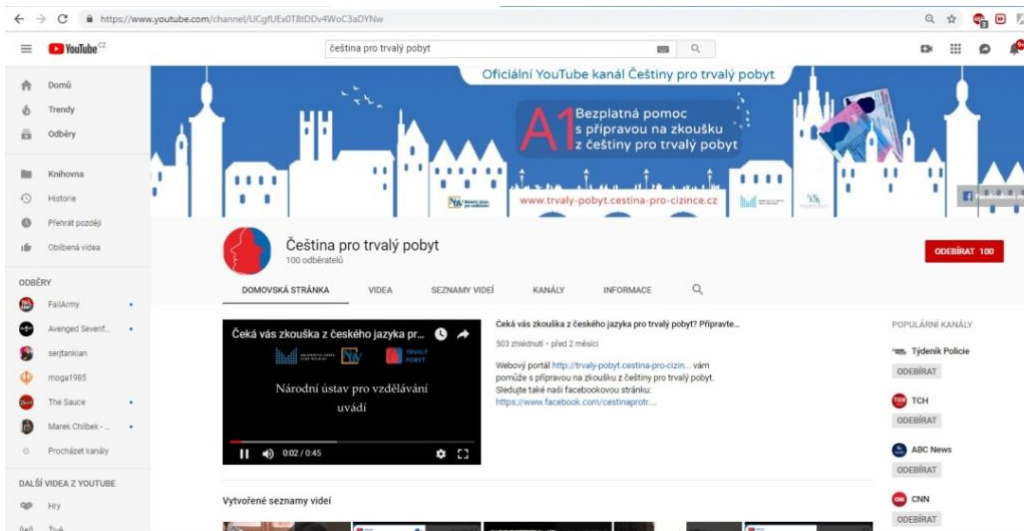 https://www.youtube.com/channel/UCgfUEx0T8tDDv4WoC3aDYNw
YouTube CZ
čeština pro trvalý pobyt
Domů
Trendy
Odběry
Knihovna
Historie
Přehrát později
Oblíbená videa
ODBĚRY
FailArmy
Avenged Sevenf...
serjtankian
moga1985
The Sauce
Marek Chlíbek - ...
Procházet kanály
DALŠÍ VIDEA Z YOUTUBE
Hry
Živě
Oficiální YouTube kanál Češtiny pro trvalý pobyt
A1
Bezplatná pomoc
s přípravou na zkoušku
z češtiny pro trvalý pobyt
www.trvaly-pobyt.cestina-pro-cizince.cz
Čeština pro trvalý pobyt
100 odběratelů
ODEBÍRAT 100
DOMOVSKÁ STRÁNKA
VIDEA
SEZNAMY VIDEÍ
KANÁLY
INFORMACE
Čeká vás zkouška z českého jazyka pr...
TRVALÝ
POBYT
Národní ústav pro vzdělávání
uvádí
0:02 / 0:45
Čeká vás zkouška z českého jazyka pro trvalý pobyt? Připravte...
503 zhlédnutí • před 2 měsíci
Webový portál http://trvaly-pobyt.cestina-pro-cizin... vám
pomůže s přípravou na zkoušku z češtiny pro trvalý pobyt.
Sledujte také naši facebookovou stránku:
https://www.facebook.com/cestinaprotr....
Vytvořené seznamy videí
POPULÁRNÍ KANÁLY
Týdeník Policie
ODEBÍRAT
TCH
ODEBÍRAT
ABC News
ODEBÍRAT
CNN
ODEBÍRAT